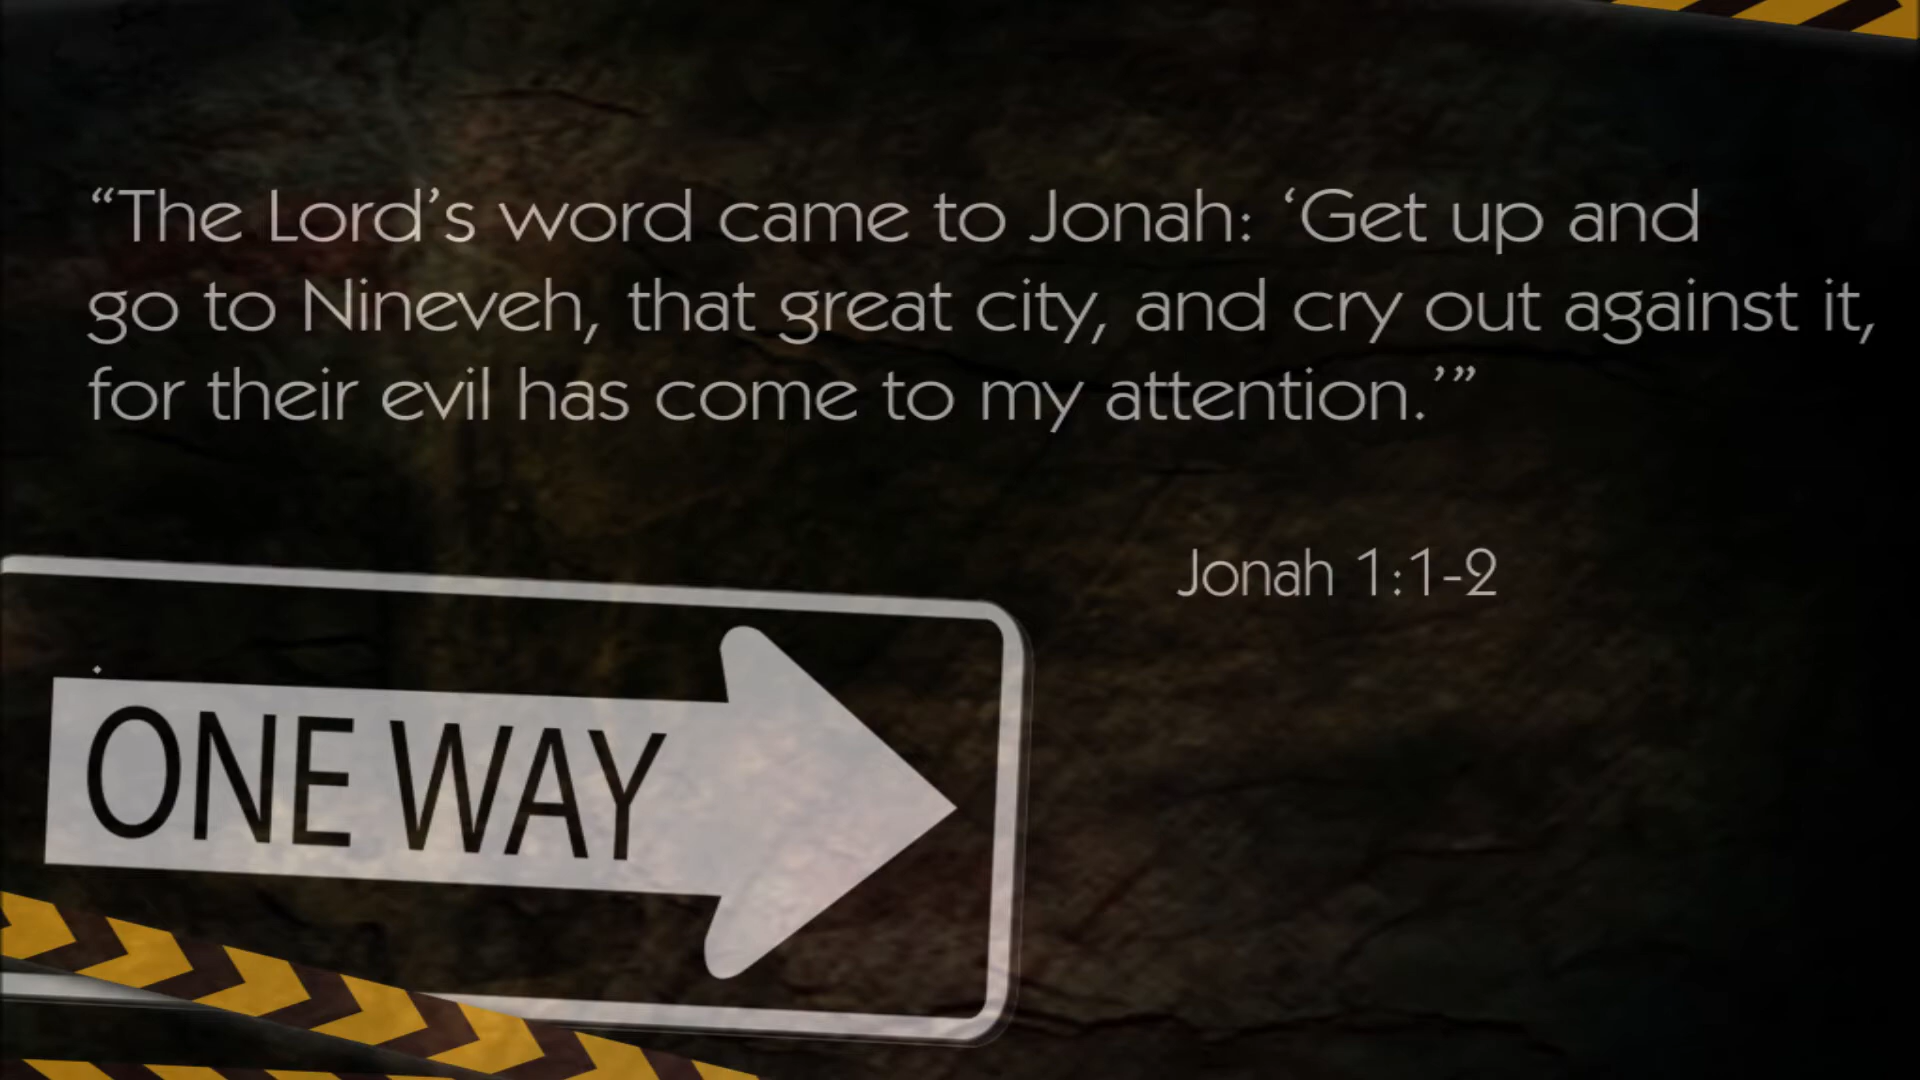 “The Lord’s word came to Jonah: ‘Get up and
go to Nineveh, that great city, and cry out against it,
for their evil has come to my attention.’”
Jonah 1:1-2
.
ONE WAY